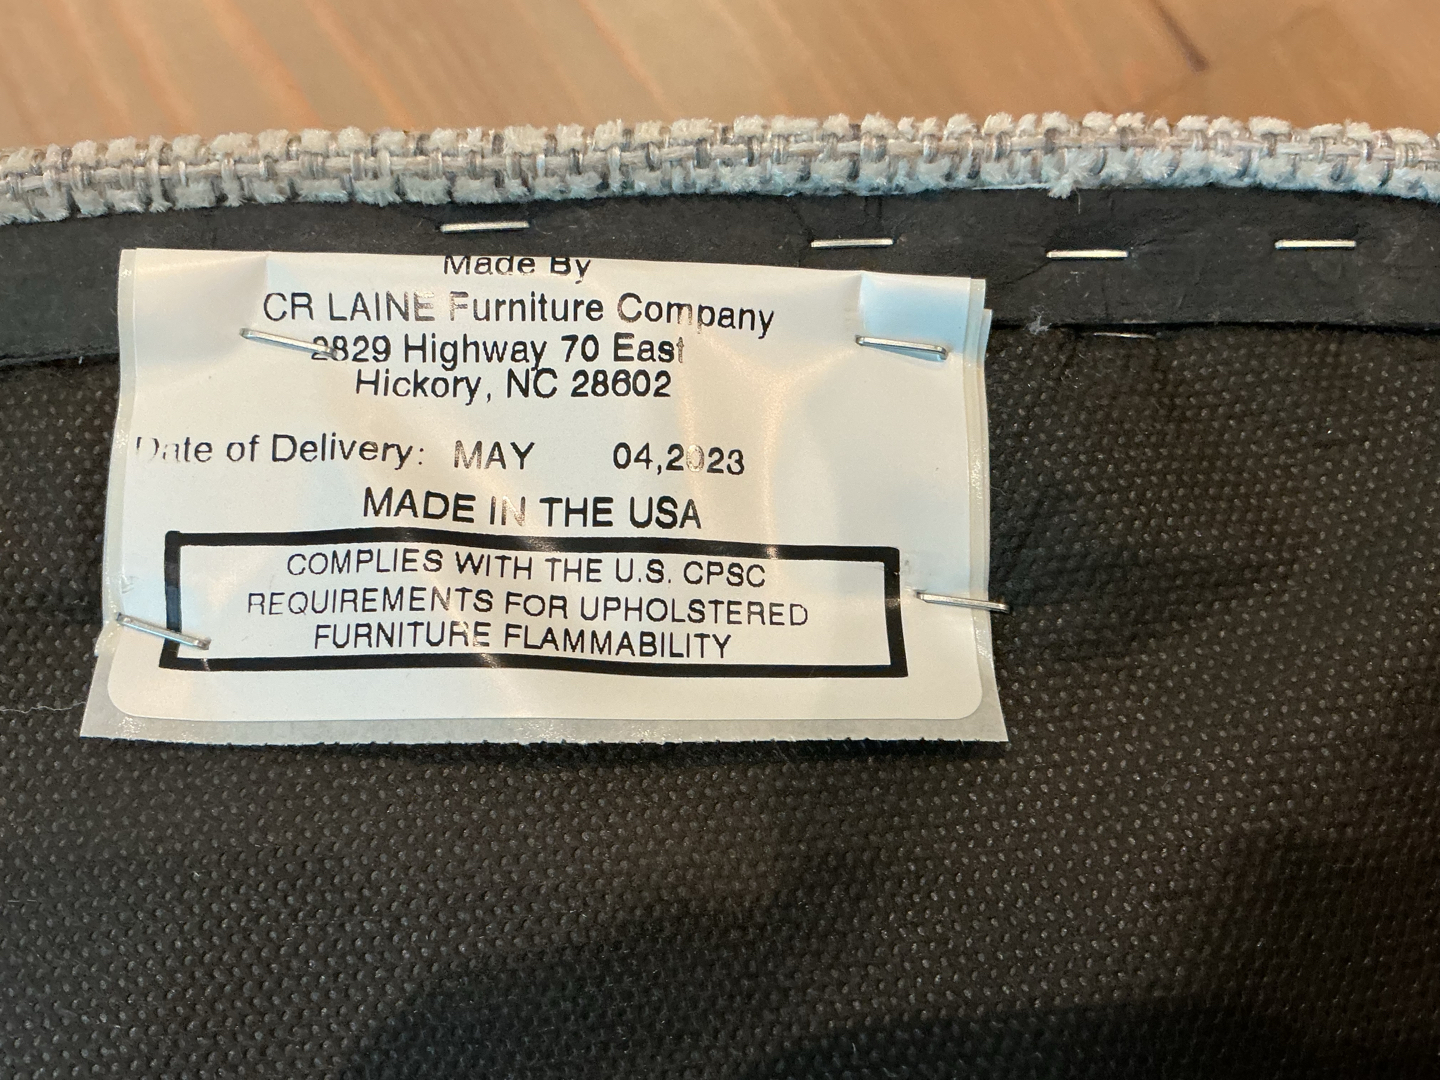 Made By
CR LAINE Furniture Company
2829 Highway 70 East
Hickory, NC 28602
Date of Delivery: MAY 04,2023
MADE IN THE USA
COMPLIES WITH THE U.S. CPSC
REQUIREMENTS FOR UPHOLSTERED
FURNITURE FLAMMABILITY